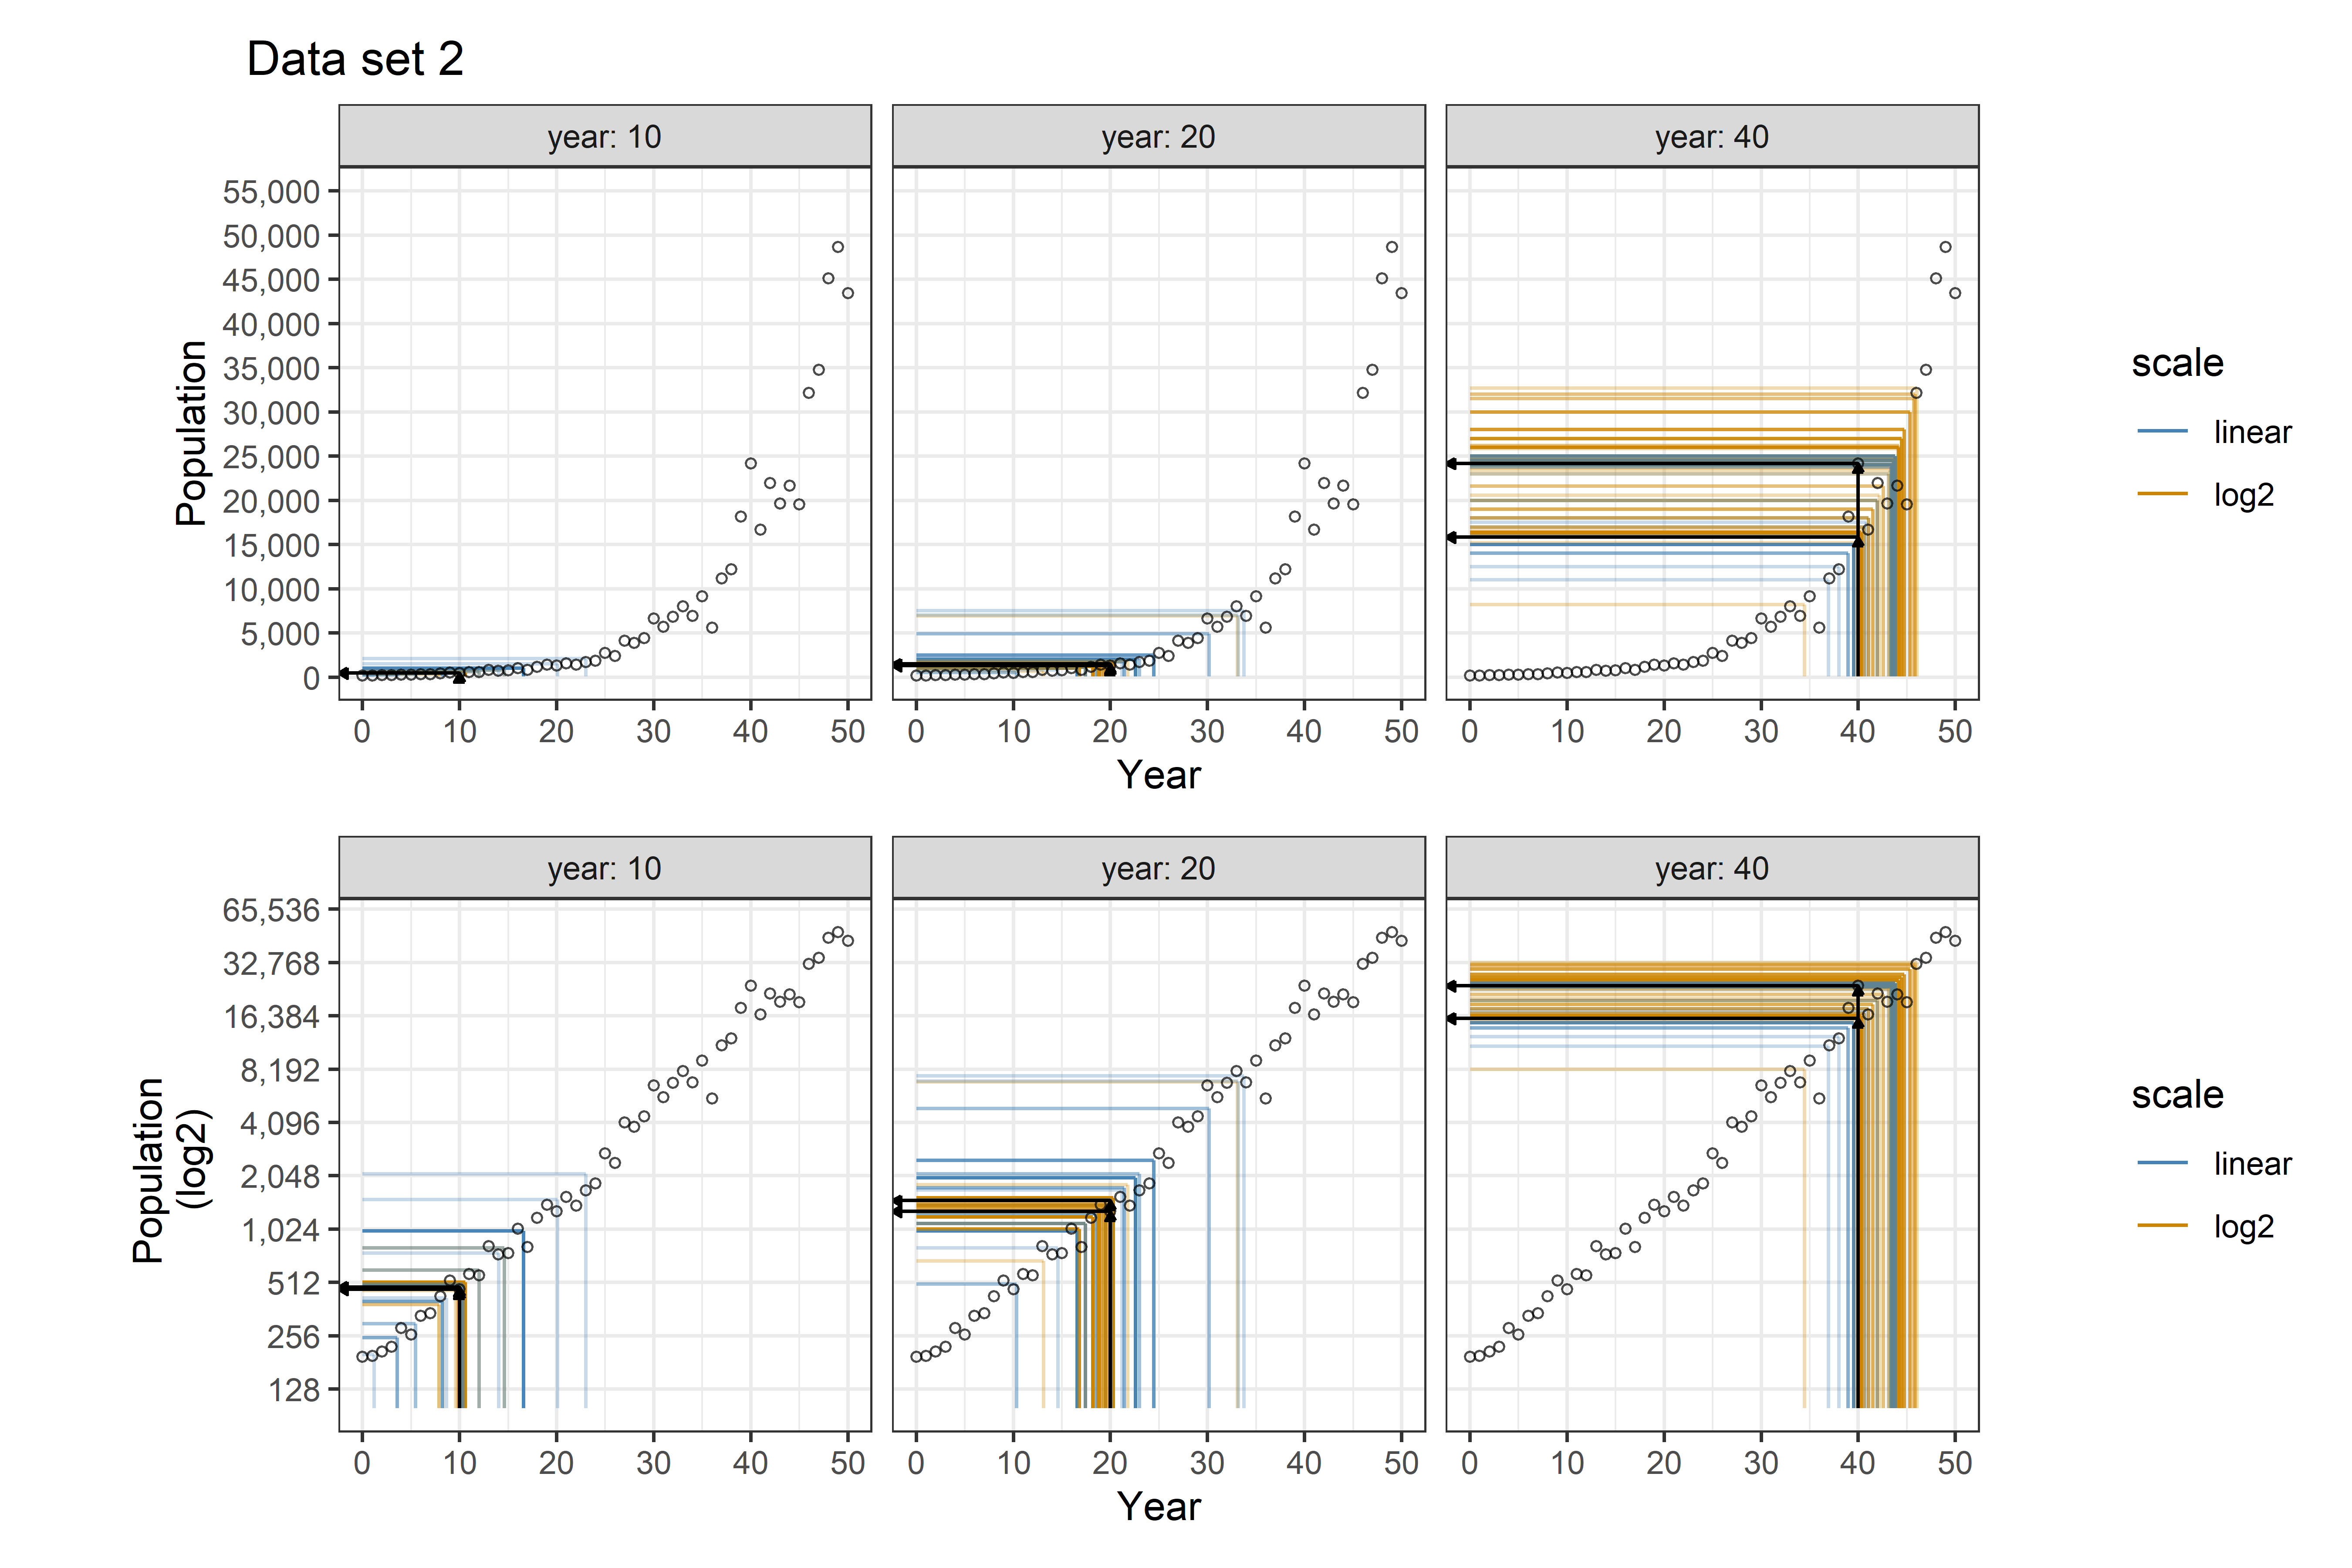 Data set 2
year: 10
year: 20
year: 40
55,000
50,000
45,000
40,000
35,000
30,000
25,000
20,000
15,000
10,000
5,000
0
Population
0 10 20 30 40 50
0 10 20 30 40 50
0 10 20 30 40 50
Year
scale
linear
log2
year: 10
year: 20
year: 40
65,536
32,768
16,384
8,192
4,096
2,048
1,024
512
256
128
Population
(log2)
0 10 20 30 40 50
0 10 20 30 40 50
0 10 20 30 40 50
Year
scale
linear
log2